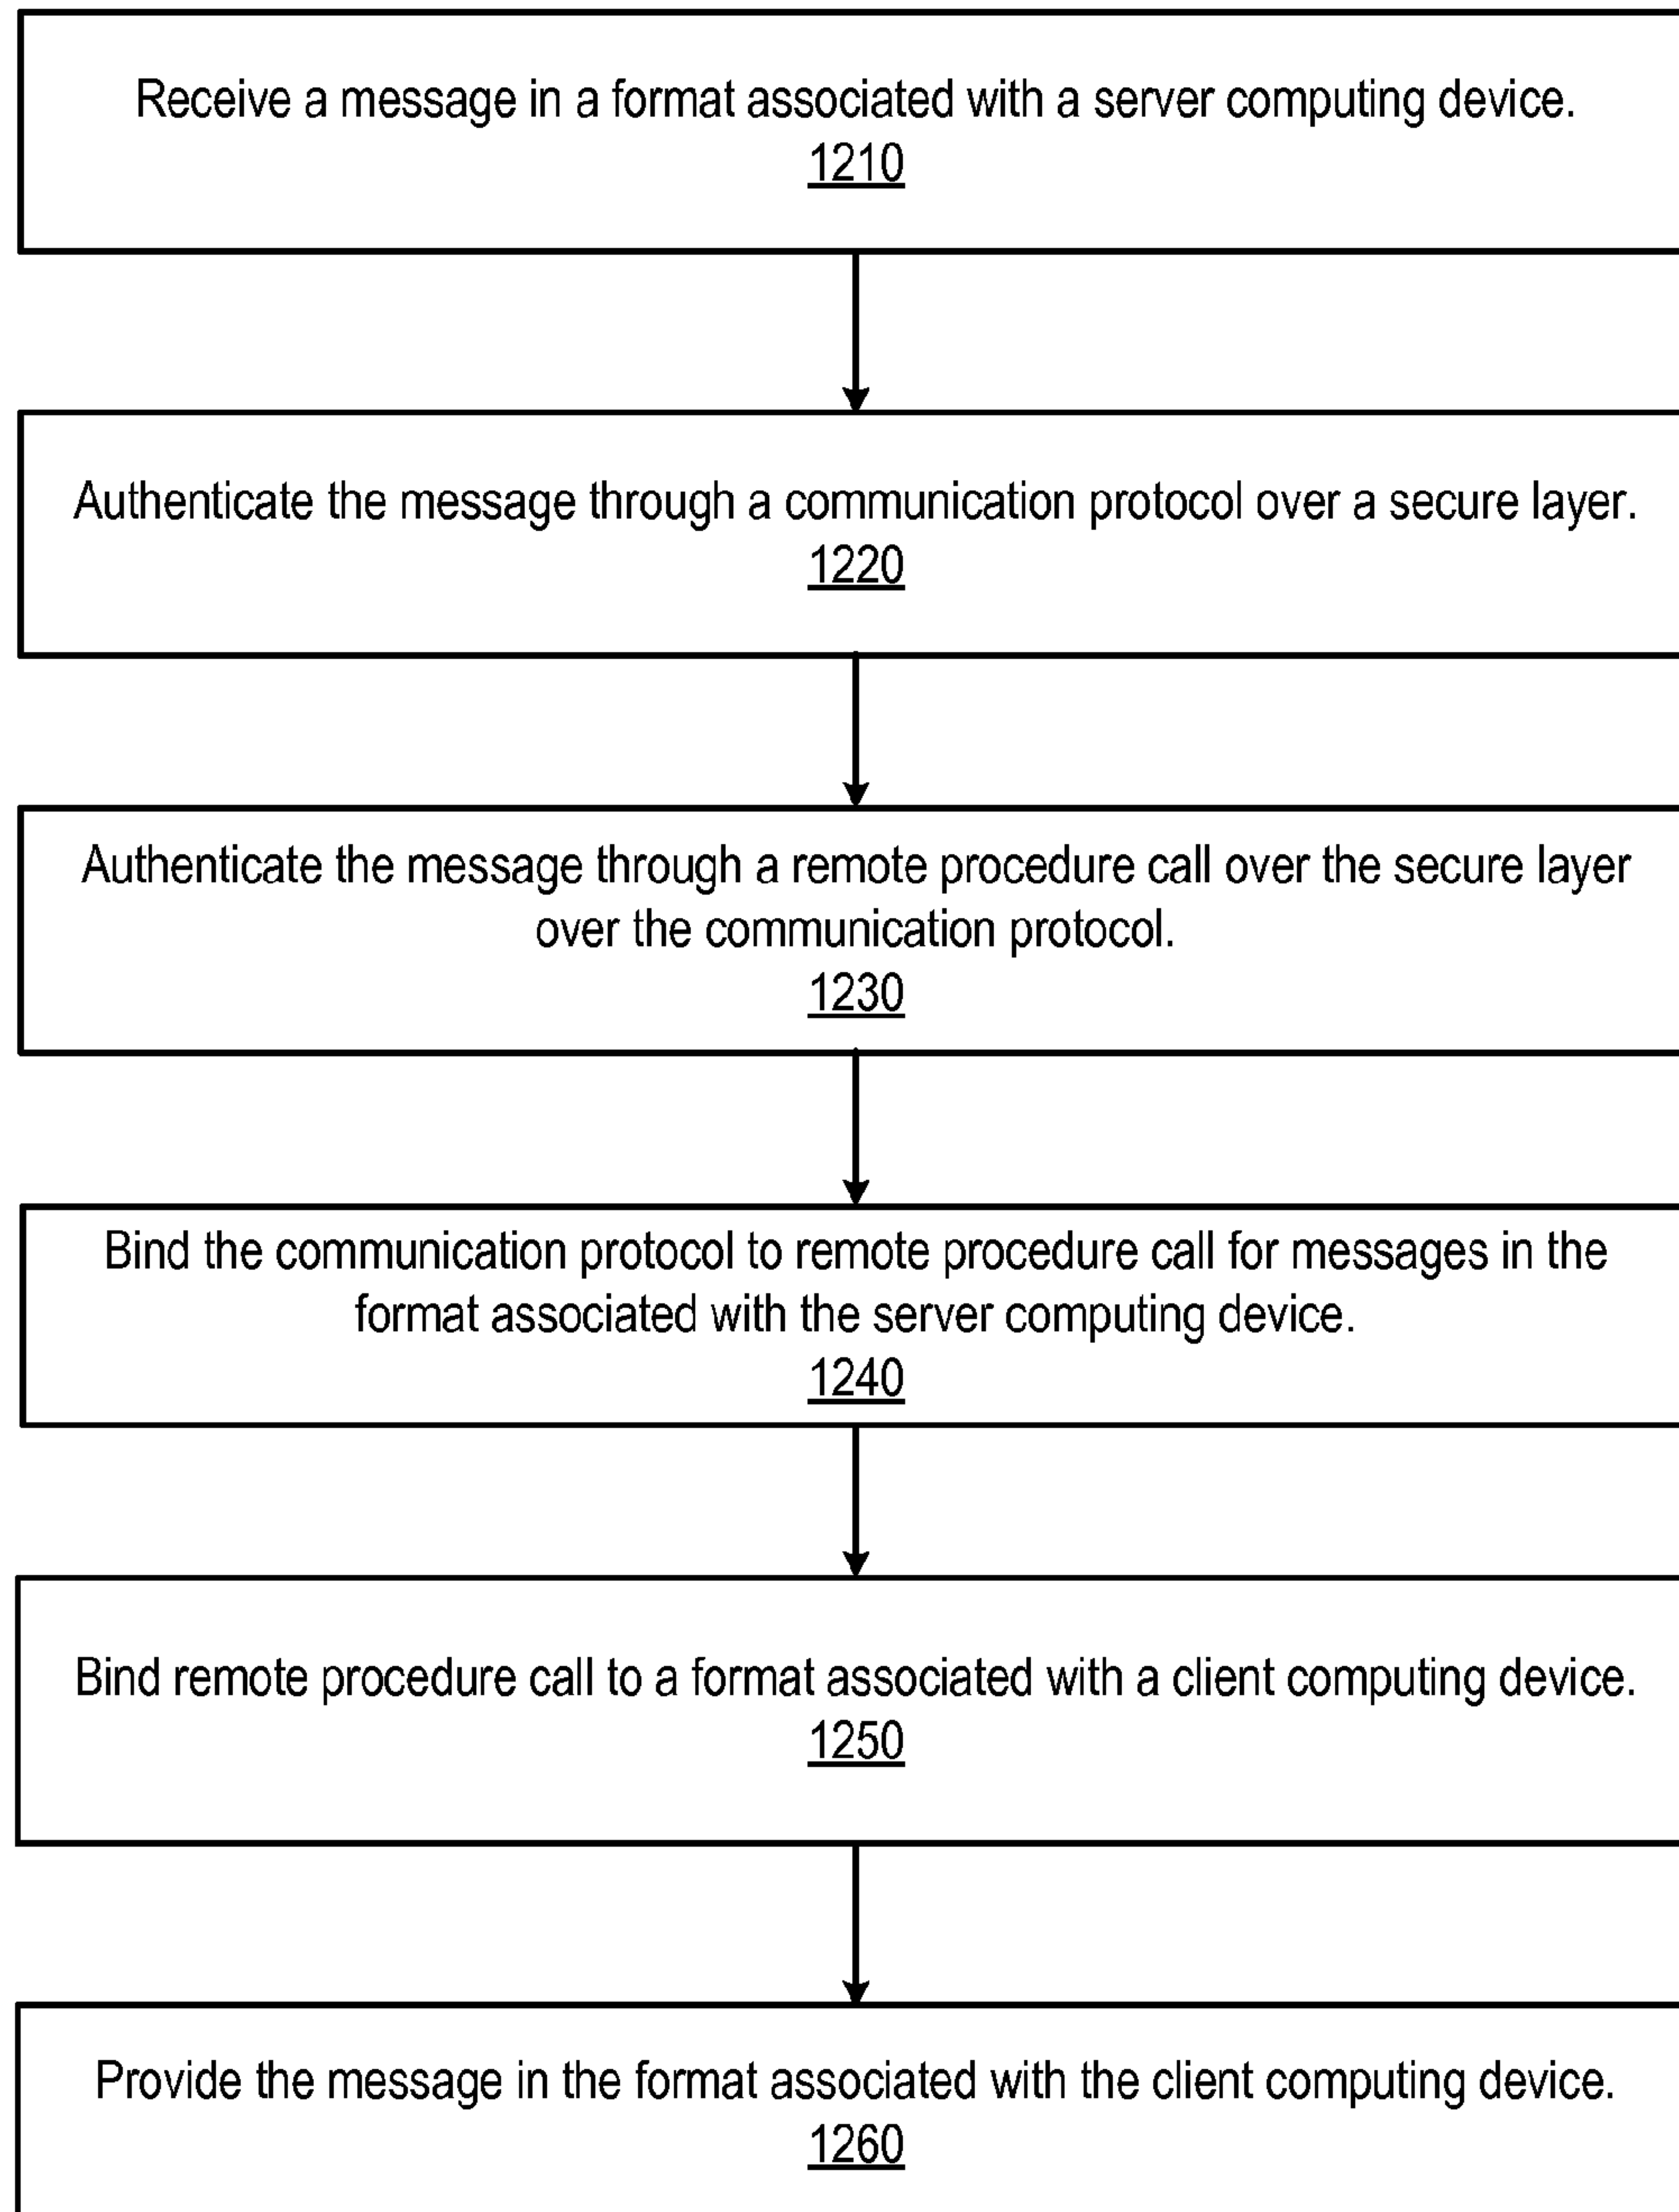 Receive a message in a format associated with a server computing device.
1210
Authenticate the message through a communication protocol over a secure layer.
1220
Authenticate the message through a remote procedure call over the secure layer
over the communication protocol.
1230
Bind the communication protocol to remote procedure call for messages in the
format associated with the server computing device.
1240
Bind remote procedure call to a format associated with a client computing device.
1250
Provide the message in the format associated with the client computing device.
1260